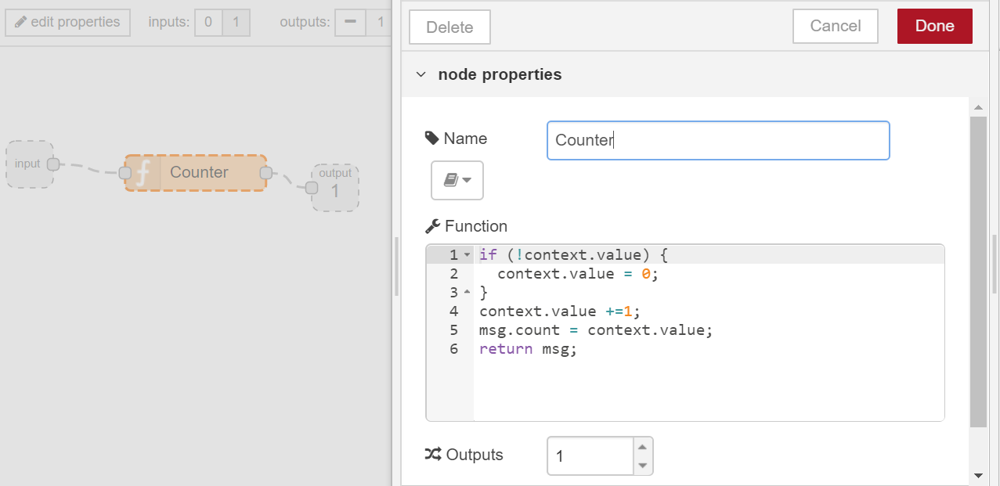 edit properties inputs: 0 1 outputs: 1
Delete Cancel Done
node properties
input
Counter
output
1
Name Counter
Function
1 if (!context.value) {
2 context.value = 0;
3 }
4 context.value +=1;
5 msg.count = context.value;
6 return msg;
Outputs 1